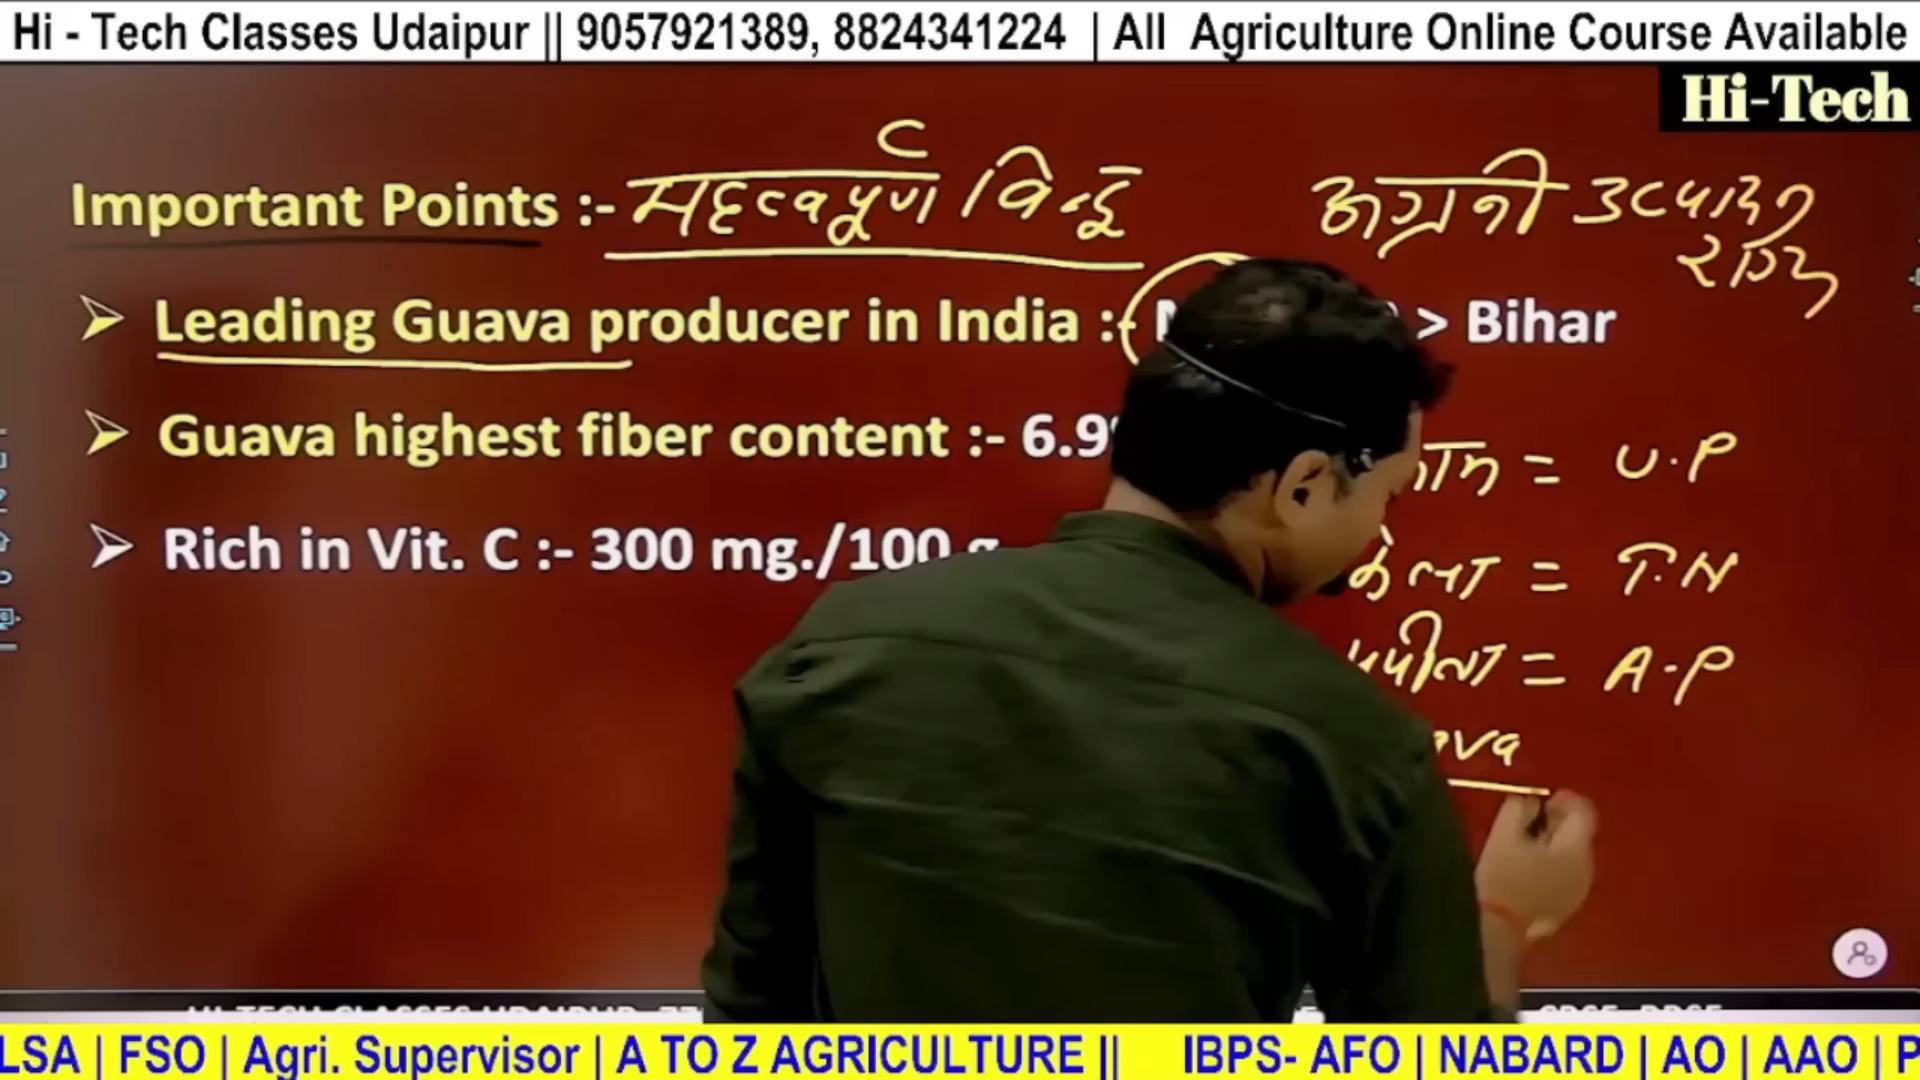 Hi - Tech Classes Udaipur || 9057921389, 8824341224 | All Agriculture Online Course Available
Hi-Tech
C
Important Points :- महत्वपूर्ण बिन्दू
अग्रणी उत्पादक
राज्य
Leading Guava producer in India :- > Bihar
Guava highest fiber content :- 6.9
Rich in Vit. C :- 300 mg./100 g
= U.P
केला = T.N
पपीता = A.P
LSA | FSO | Agri. Supervisor | A TO Z AGRICULTURE || IBPS- AFO | NABARD | AO | AAO | P